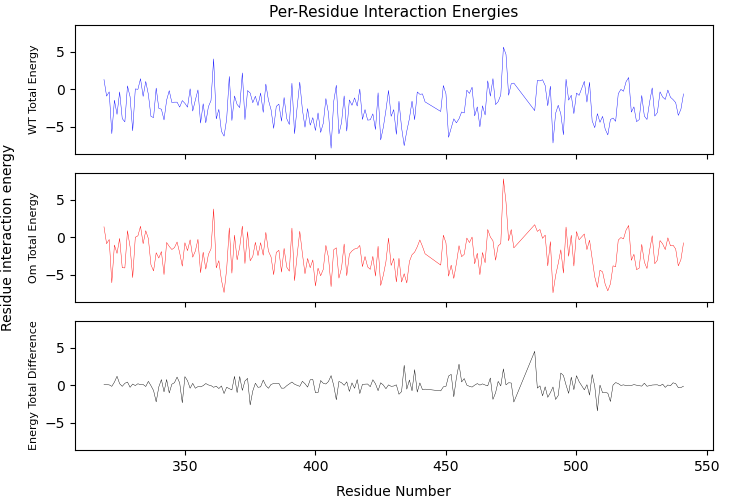 Per-Residue Interaction Energies
Residue interaction energy
WT Total Energy
5
0
−5
Om Total Energy
5
0
−5
Energy Total Difference
5
0
−5
350 400 450 500 550
Residue Number